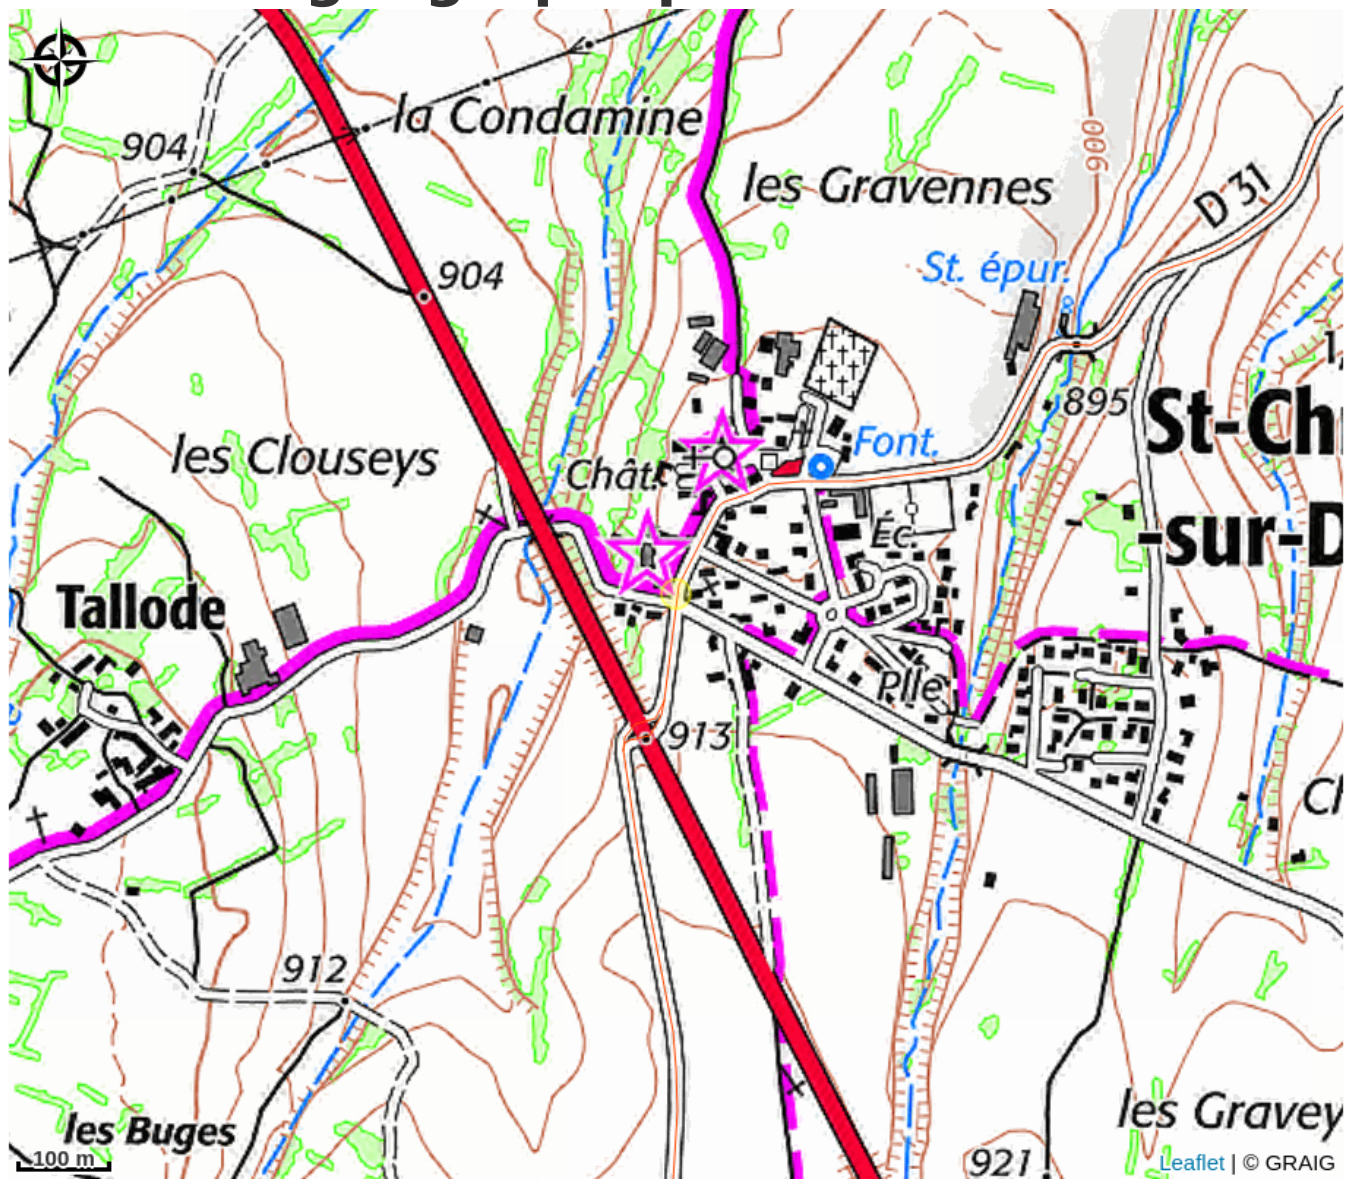 la Condamine
904
les Gravennes
900
D 31
904
St. épur.
895
St-Ch
Font.
les Clouseys
Chât.
-sur-D
Éc.
Tallode
Plle
913
912
les Gravey
les Buges
100 m
921
Leaflet | © GRAIG